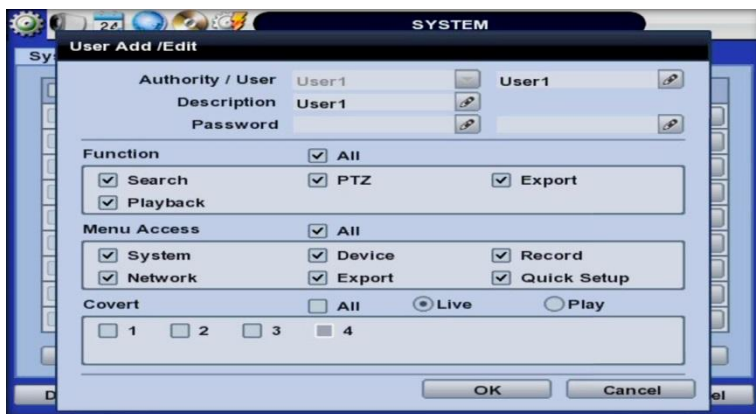 24
SYSTEM
Sy
User Add /Edit
Authority / User User1 User1
Description User1
Password
Function All
Search PTZ Export
Playback
Menu Access All
System Device Record
Network Export Quick Setup
Covert All Live Play
1 2 3 4
OK Cancel
D el